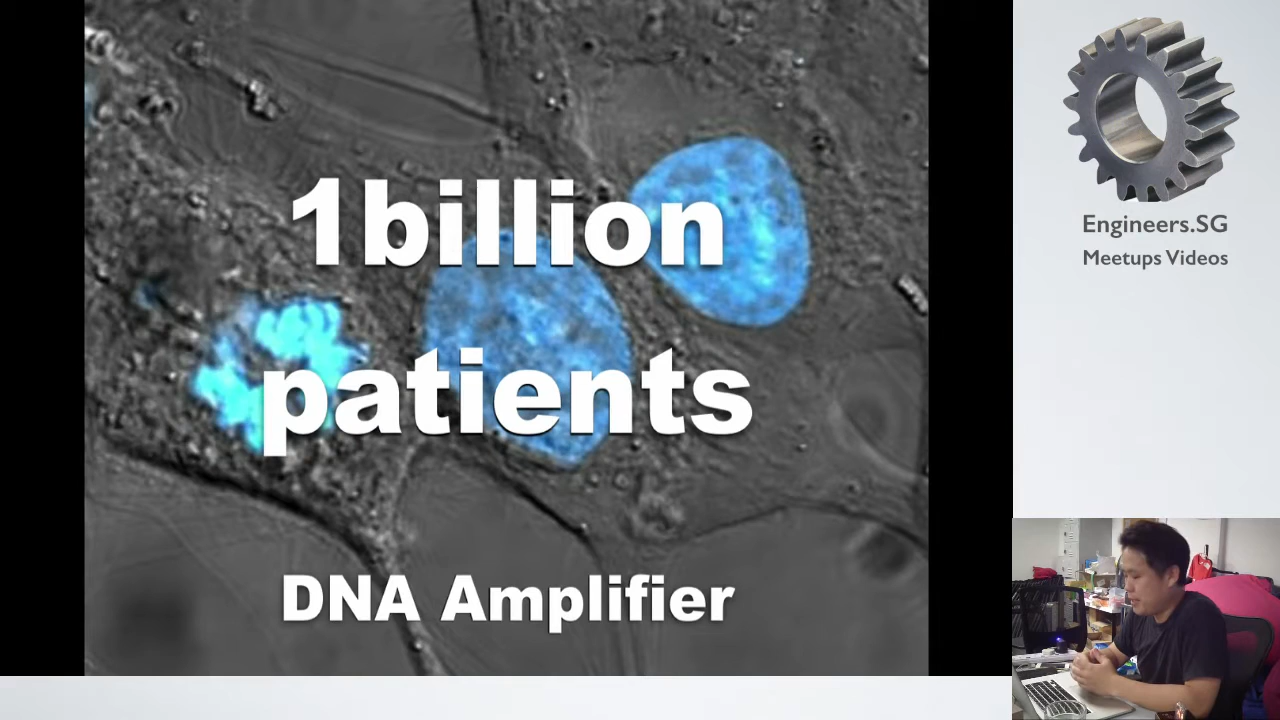 1billion
patients
DNA Amplifier
Engineers.SG
Meetups Videos